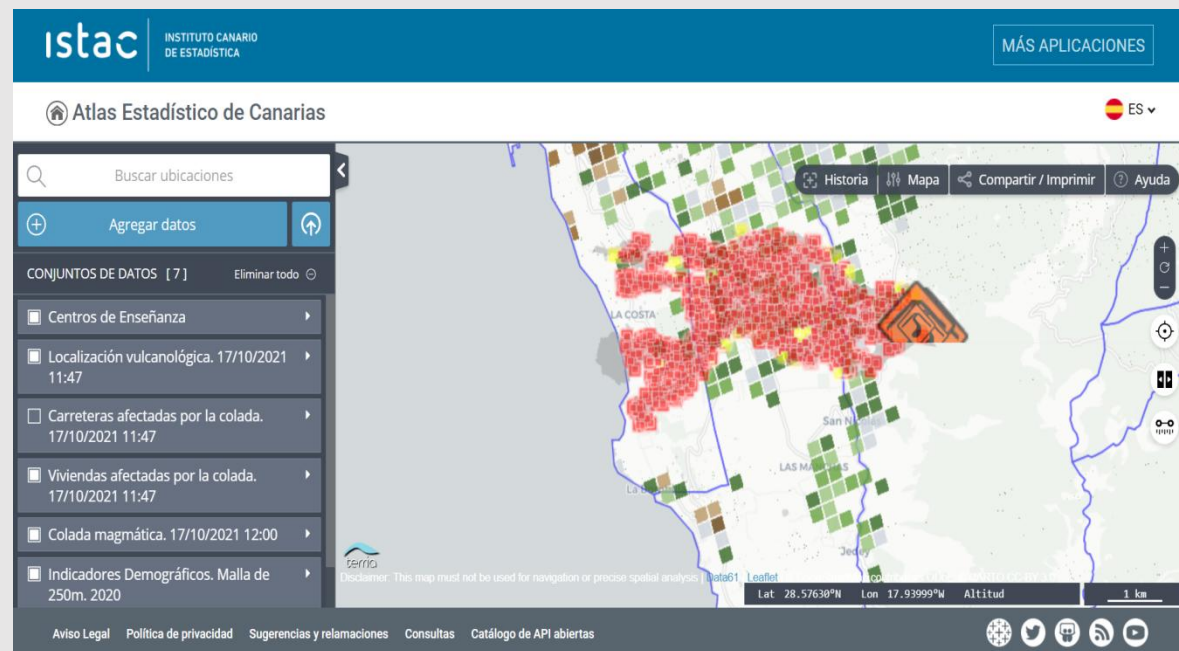 ıstac
INSTITUTO CANARIO
DE ESTADÍSTICA
MÁS APLICACIONES
Atlas Estadístico de Canarias
ES
Buscar ubicaciones
Historia
Mapa
Compartir / Imprimir
Ayuda
Agregar datos
CONJUNTOS DE DATOS [7]
Eliminar todo
Centros de Enseñanza
Localización vulcanológica. 17/10/2021
11:47
Carreteras afectadas por la colada.
17/10/2021 11:47
Viviendas afectadas por la colada.
17/10/2021 11:47
Colada magmática. 17/10/2021 12:00
Indicadores Demográficos. Malla de
250m. 2020
LA COSTA
San
LAS
La
Jedey
terria
Disclaimer: This map must not be used for navigation or precise spatial analysis | Data61 Leaflet
Lat 28.57630°N Lon 17.93999°W Altitud
1 km
Aviso Legal
Política de privacidad
Sugerencias y relamaciones
Consultas
Catálogo de API abiertas